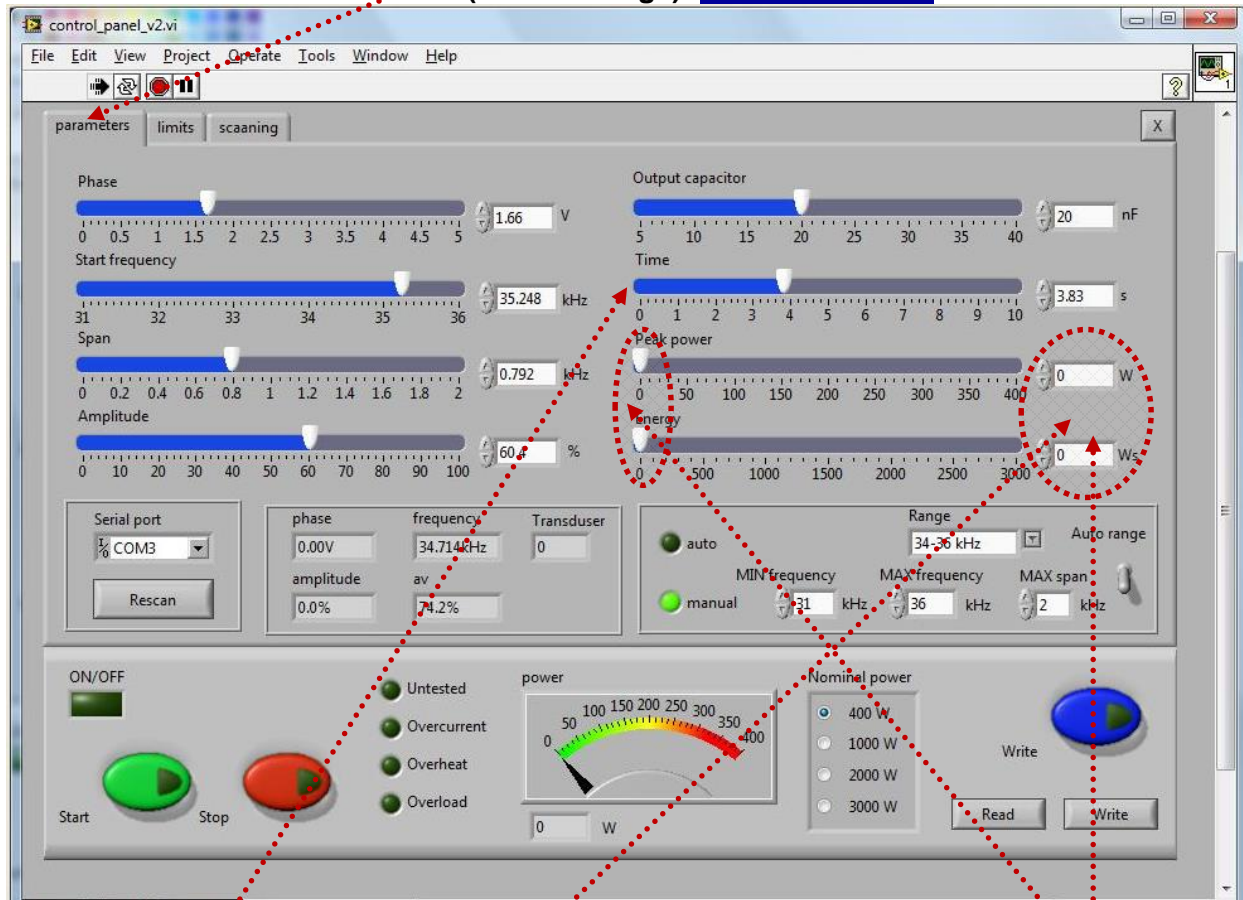 control_panel_v2.vi
File Edit View Project Operate Tools Window Help
1
parameters limits scaaning X
Phase
1.66 V
0 0.5 1 1.5 2 2.5 3 3.5 4 4.5 5
Start frequency
35.248 kHz
31 32 33 34 35 36
Span
0.792 kHz
0 0.2 0.4 0.6 0.8 1 1.2 1.4 1.6 1.8 2
Amplitude
60.4 %
0 10 20 30 40 50 60 70 80 90 100
Output capacitor
20 nF
5 10 15 20 25 30 35 40
Time
3.83 s
0 1 2 3 4 5 6 7 8 9 10
Peak power
0 W
0 50 100 150 200 250 300 350 400
Energy
0 Ws
0 500 1000 1500 2000 2500 3000
Serial port
COM3
Rescan
phase frequency Transduser
0.00V 34.714kHz 0
amplitude av
0.0% 74.2%
auto
Range
34-36 kHz
Auto range
MIN frequency MAX frequency MAX span
manual 31 kHz 36 kHz 2 kHz
ON/OFF
Start Stop
Untested
Overcurrent
Overheat
Overload
power
0 50 100 150 200 250 300 350 400
0 W
Nominal power
400 W
1000 W
2000 W
3000 W
Write
Read Write